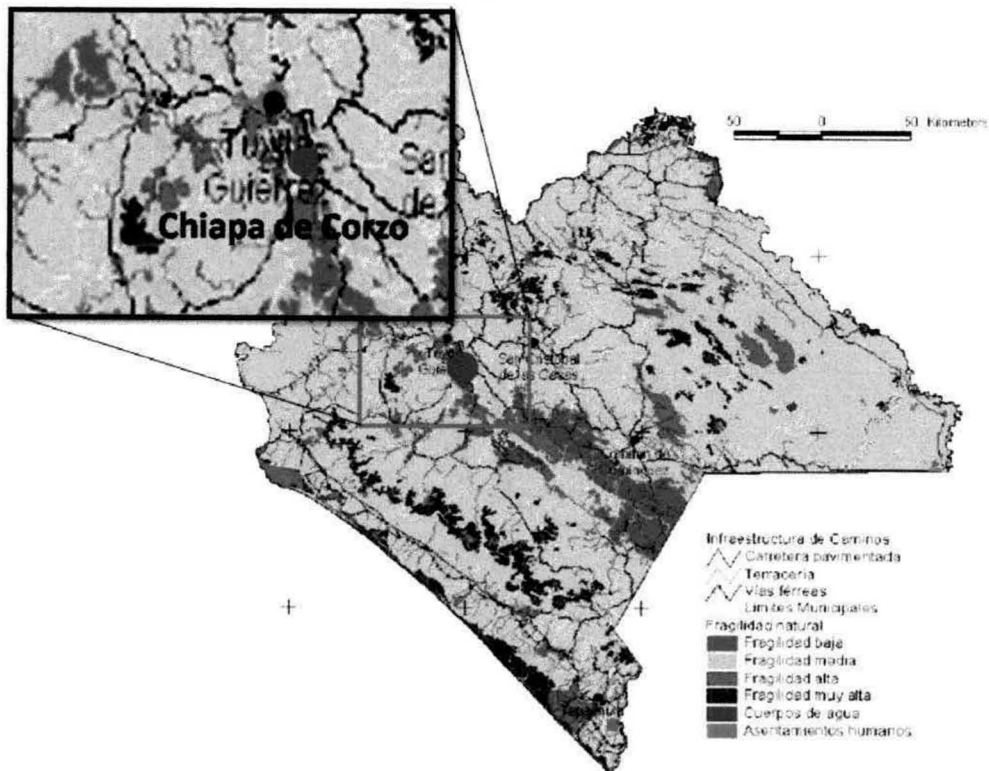 Tuxtla
Gutiérrez
San
de
Chiapa de Corzo
50 0 50 Kilometers
San Cristobal
de las Casas
Infraestructura de Caminos
Carretera pavimentada
Terraceria
Vías férreas
Limites Municipales
Fragilidad natural
Fragilidad baja
Fragilidad media
Fragilidad alta
Fragilidad muy alta
Cuerpos de agua
Asentamientos humanos